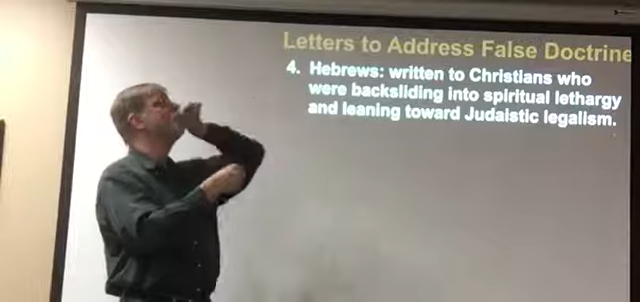 Letters to Address False Doctrine
4. Hebrews: written to Christians who
were backsliding into spiritual lethargy
and leaning toward Judaistic legalism.